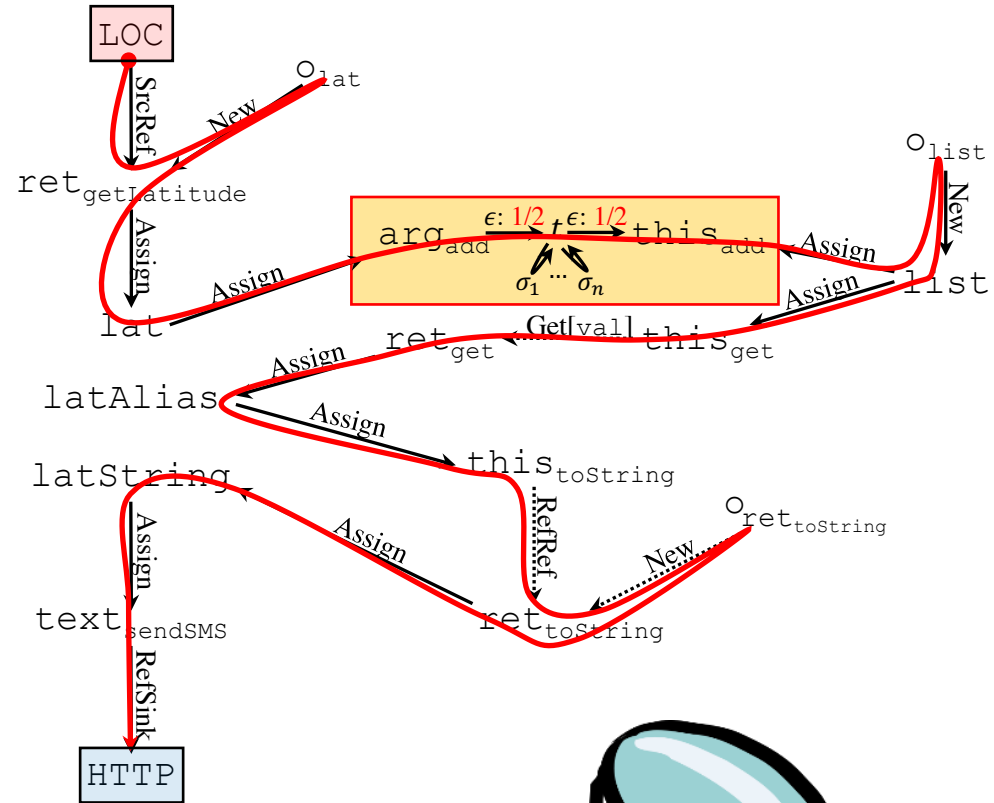 LOC
SrcRef
o_lat
New
ret_getLatitude
o_list
New
Assign
ϵ: 1/2 ϵ: 1/2
arg_add t this_add
σ_1 ... σ_n
Assign
Assign
Assign
list
lat
Get[val]
ret_get this_get
Assign
latAlias
Assign
this_toString
latString
RefRef
o_ret_toString
Assign
Assign
New
text_sendSMS
ret_toString
RefSink
HTTP